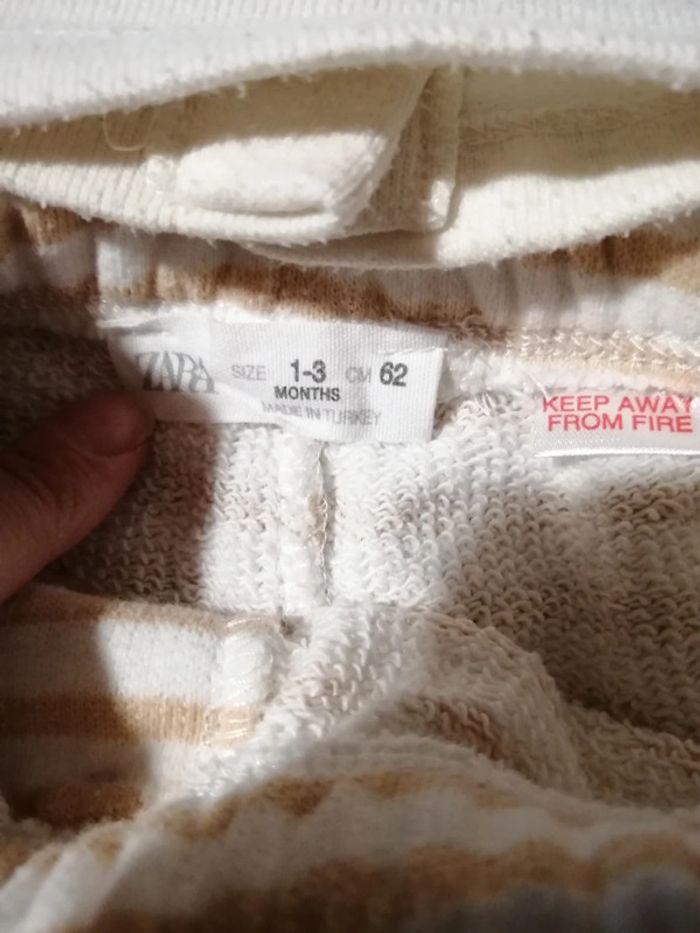 ZARA SIZE 1-3 CM 62
MONTHS
MADE IN TURKEY
KEEP AWAY
FROM FIRE